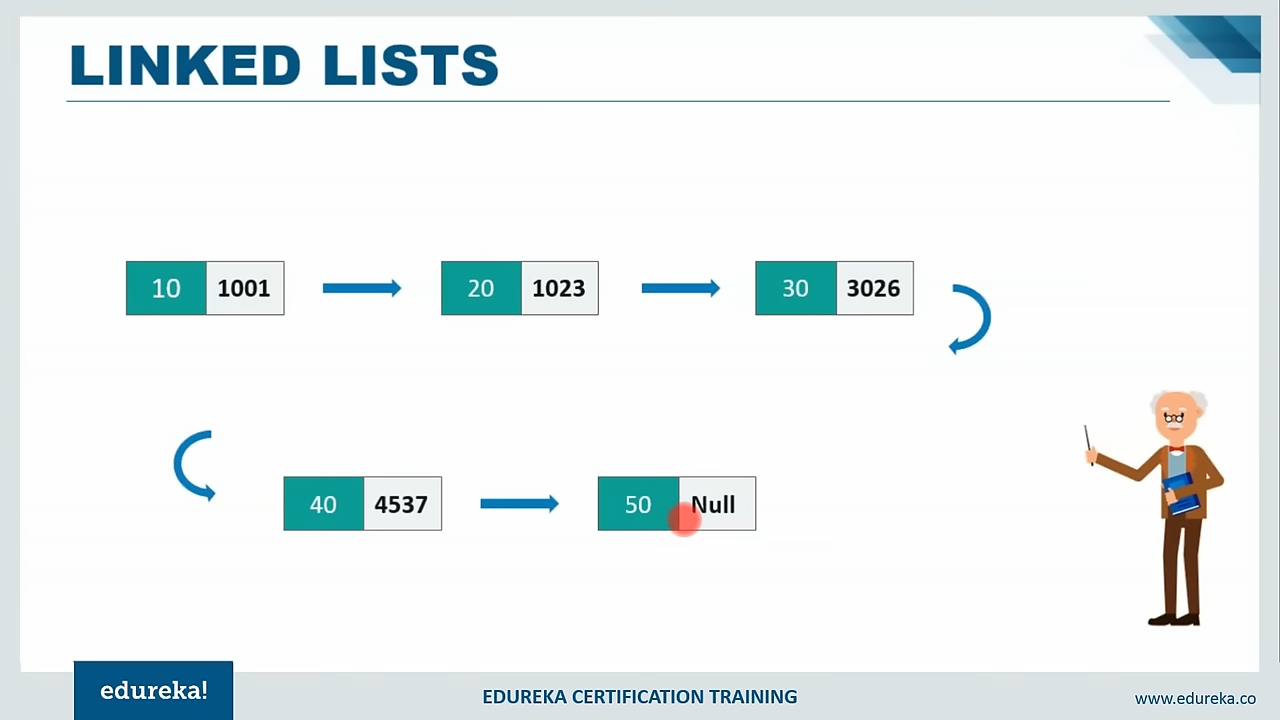 LINKED LISTS
10 1001 20 1023 30 3026
40 4537 50 Null
edureka!
EDUREKA CERTIFICATION TRAINING
www.edureka.co